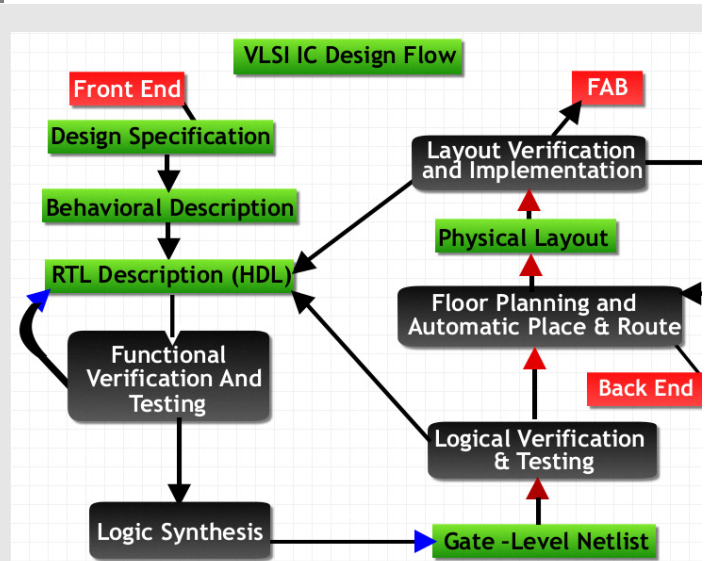 VLSI IC Design Flow
Front End
Design Specification
Behavioral Description
RTL Description (HDL)
Functional
Verification And
Testing
Logic Synthesis
Gate -Level Netlist
Logical Verification
& Testing
Back End
Floor Planning and
Automatic Place & Route
Physical Layout
Layout Verification
and Implementation
FAB